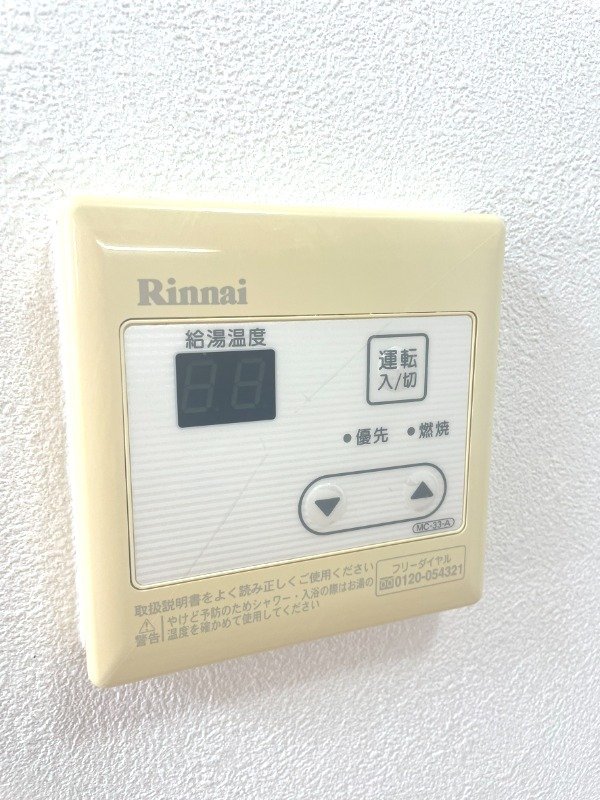 Rinnai
給湯温度
運転
入/切
優先
燃焼
▼
▲
MC-33-A
取扱説明書をよく読み正しくご使用ください
警告
やけど予防のためシャワー・入浴の際はお湯の
温度を確かめて使用してください
フリーダイヤル
0120-054321